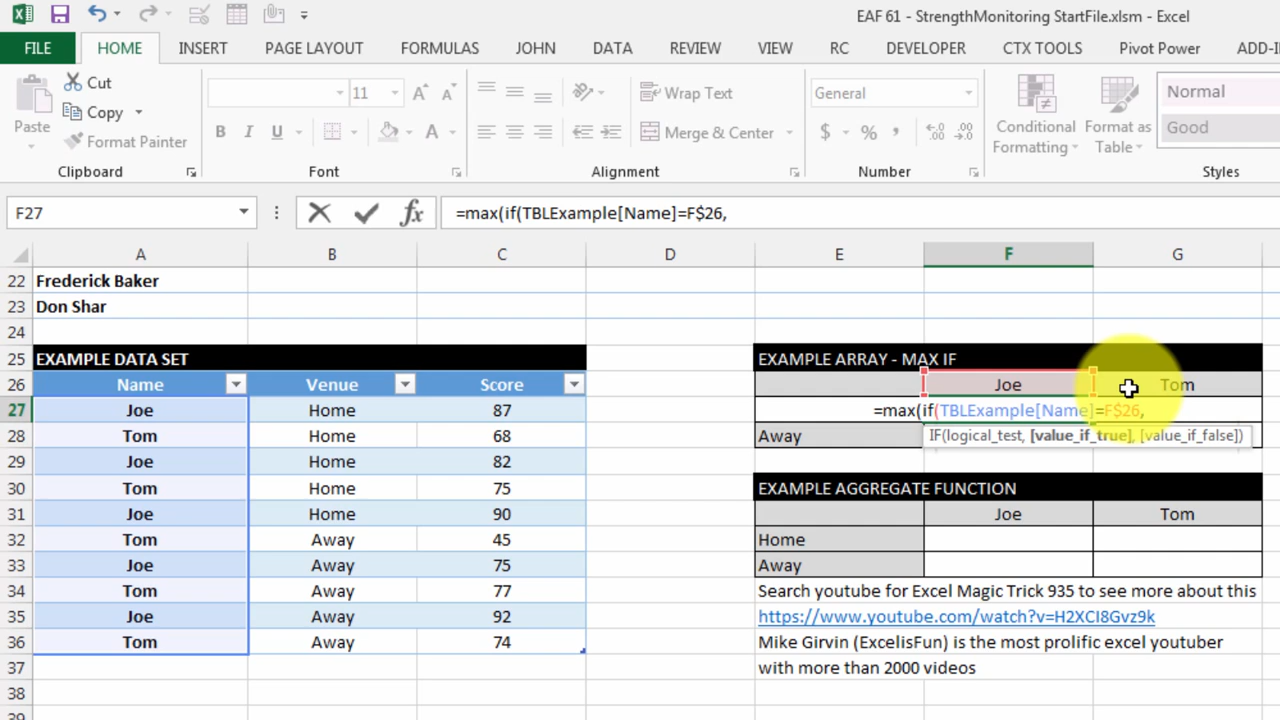 EAF 61 - StrengthMonitoring StartFile.xlsm - Excel
FILE HOME INSERT PAGE LAYOUT FORMULAS JOHN DATA REVIEW VIEW RC DEVELOPER CTX TOOLS Pivot Power ADD-I
Paste Cut Copy Format Painter
Clipboard
11 A A
B I U A
Font
Wrap Text
Merge & Center
Alignment
General
$ % ,
Number
Conditional Formatting Format as Table
Normal
Good
Styles
F27 fx =max(if(TBLExample[Name]=F$26,
A B C D E F G
22 Frederick Baker
23 Don Shar
24
25 EXAMPLE DATA SET EXAMPLE ARRAY - MAX IF
26 Name Venue Score Joe Tom
27 Joe Home 87 =max(if(TBLExample[Name]=F$26,
28 Tom Home 68 Away IF(logical_test, [value_if_true], [value_if_false])
29 Joe Home 82
30 Tom Home 75 EXAMPLE AGGREGATE FUNCTION
31 Joe Home 90 Joe Tom
32 Tom Away 45 Home
33 Joe Away 75 Away
34 Tom Away 77 Search youtube for Excel Magic Trick 935 to see more about this
35 Joe Away 92 https://www.youtube.com/watch?v=H2XCI8Gvz9k
36 Tom Away 74 Mike Girvin (ExcelisFun) is the most prolific excel youtuber
37 with more than 2000 videos
38
39